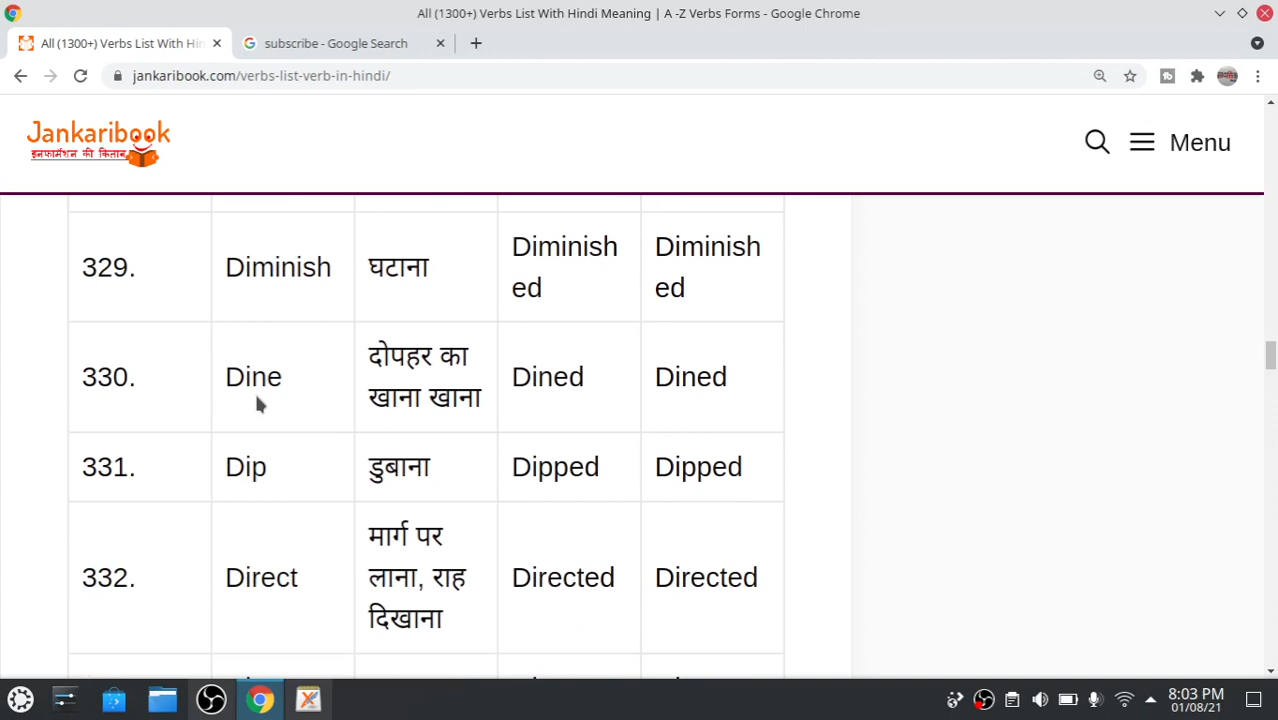 All (1300+) Verbs List With Hindi Meaning | A -Z Verbs Forms - Google Chrome
All (1300+) Verbs List With Hin
subscribe - Google Search
jankaribook.com/verbs-list-verb-in-hindi/
Jankaribook
इनफार्मेशन की किताब
Menu
329.
Diminish
घटाना
Diminish
ed
Diminish
ed
330.
Dine
दोपहर का
खाना खाना
Dined
Dined
331.
Dip
डुबाना
Dipped
Dipped
332.
Direct
मार्ग पर
लाना, राह
दिखाना
Directed
Directed
8:03 PM
01/08/21